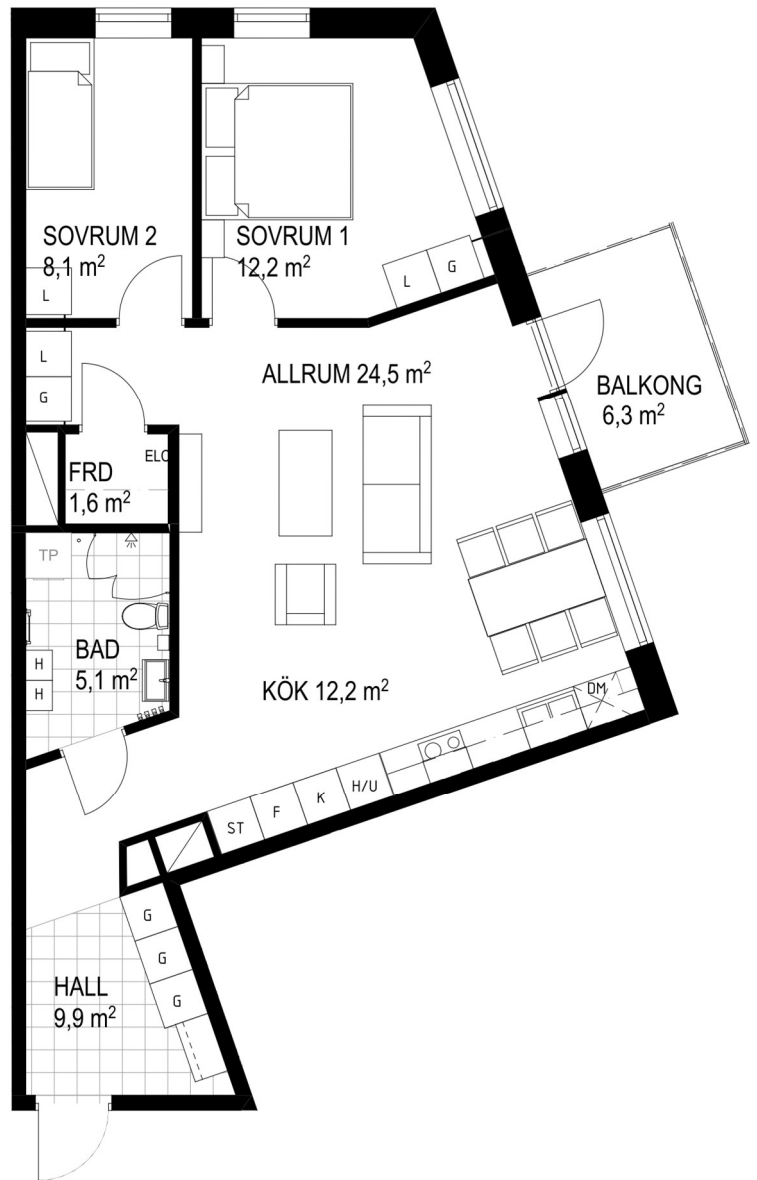 SOVRUM 2
8,1 m²
SOVRUM 1
12,2 m²
L
L
G
L
G
ALLRUM 24,5 m²
BALKONG
6,3 m²
FRD
1,6 m²
ELC
TP
BAD
5,1 m²
H
H
KÖK 12,2 m²
DM
H/U
K
F
ST
G
G
G
HALL
9,9 m²